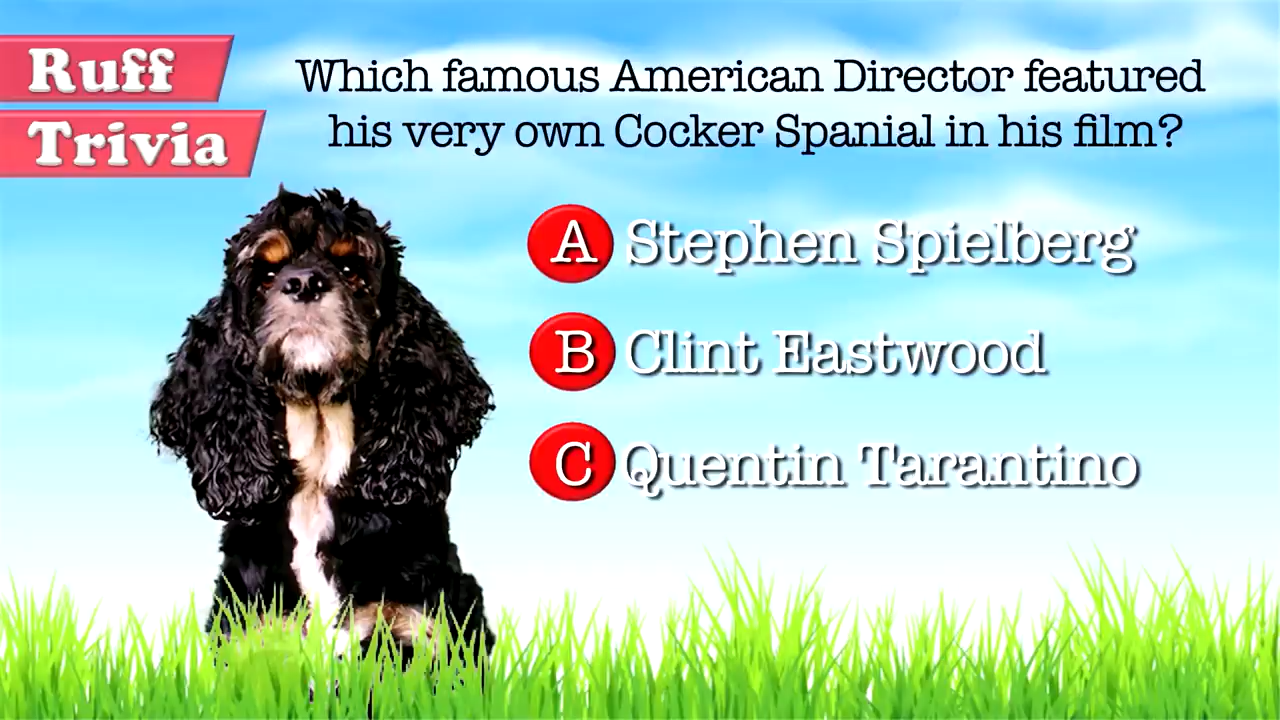 Ruff
Trivia
Which famous American Director featured
his very own Cocker Spanial in his film?
A Stephen Spielberg
B Clint Eastwood
C Quentin Tarantino